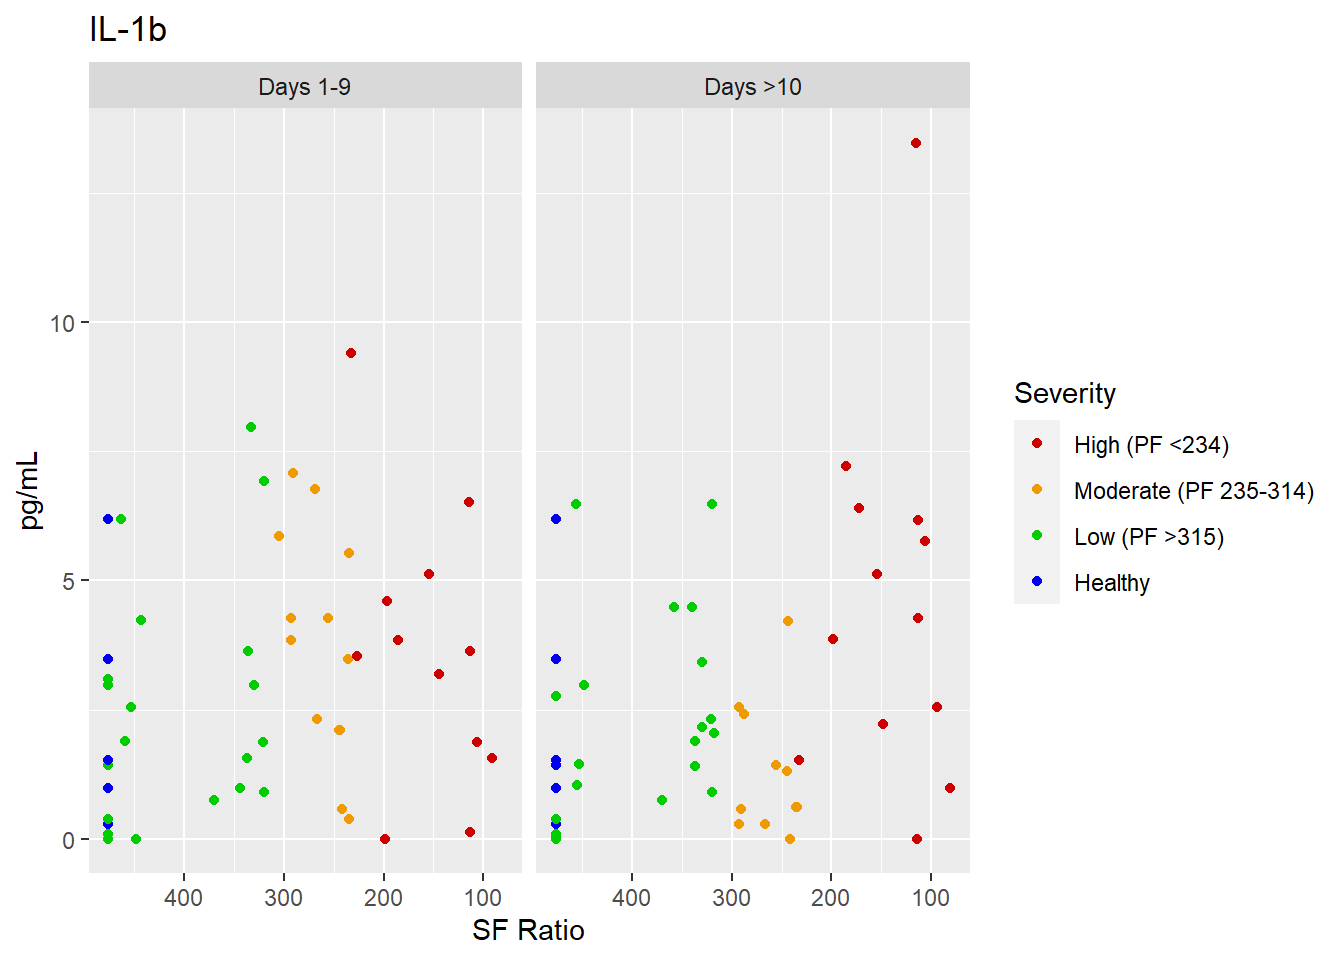 IL-1b
Days 1-9
Days >10
pg/mL
10
5
0
400
300
200
100
400
300
200
100
SF Ratio
Severity
High (PF <234)
Moderate (PF 235-314)
Low (PF >315)
Healthy